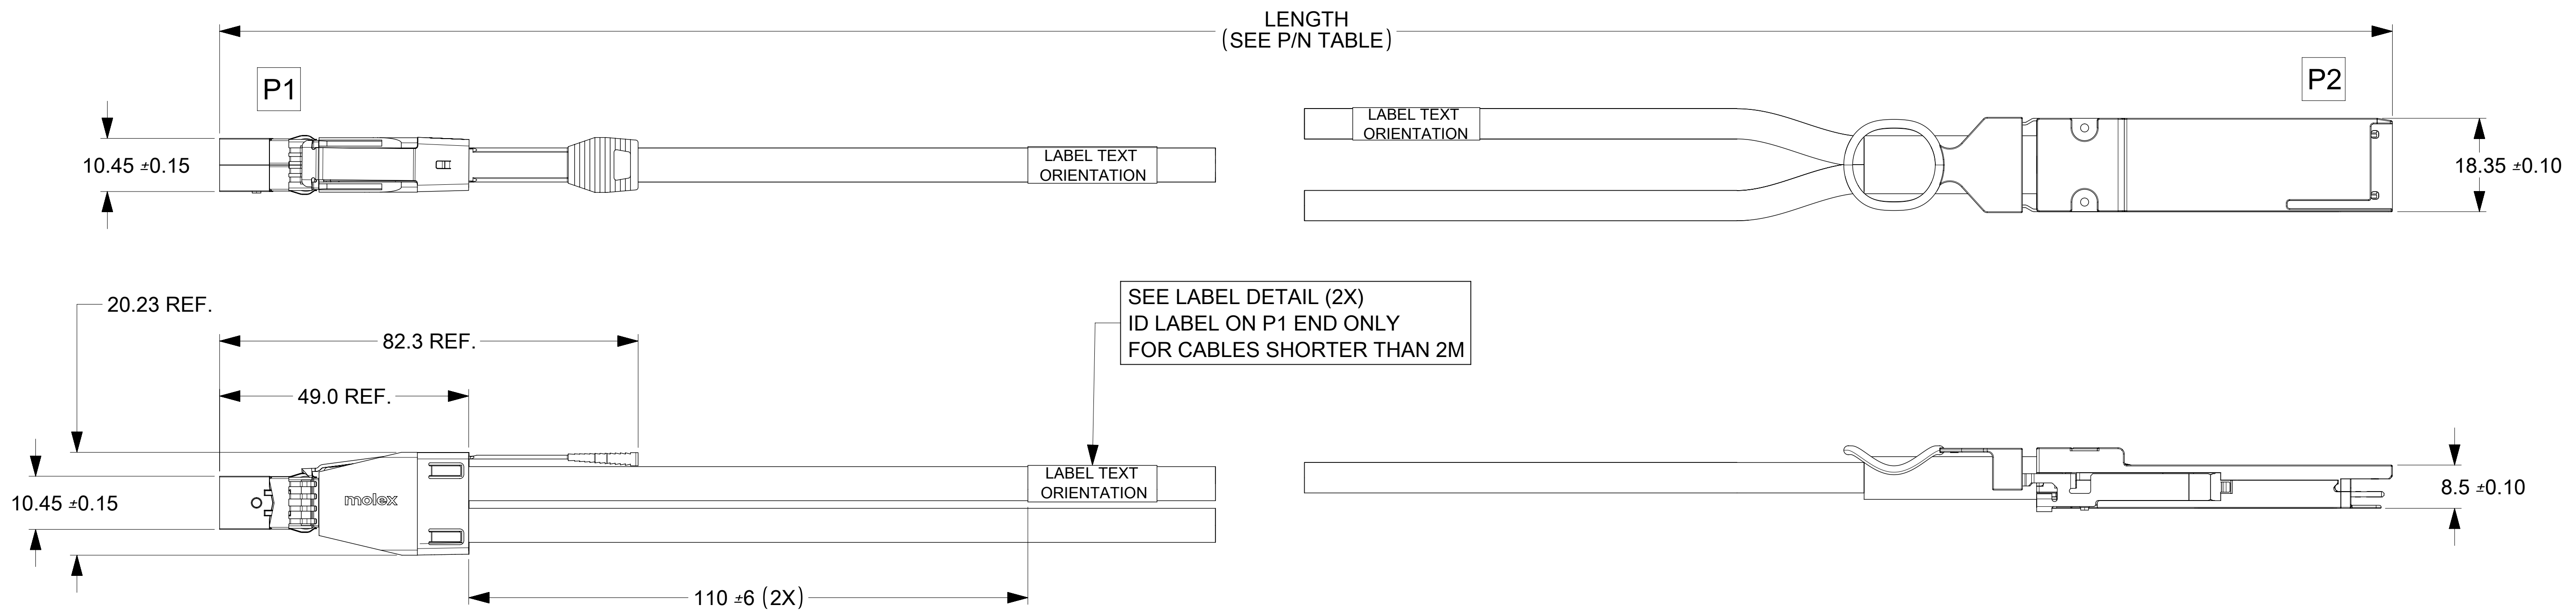 LENGTH
(SEE P/N TABLE)
P1
P2
10.45 ±0.15
LABEL TEXT
ORIENTATION
LABEL TEXT
ORIENTATION
18.35 ±0.10
20.23 REF.
82.3 REF.
49.0 REF.
SEE LABEL DETAIL (2X)
ID LABEL ON P1 END ONLY
FOR CABLES SHORTER THAN 2M
10.45 ±0.15
molex
LABEL TEXT
ORIENTATION
8.5 ±0.10
110 ±6 (2X)